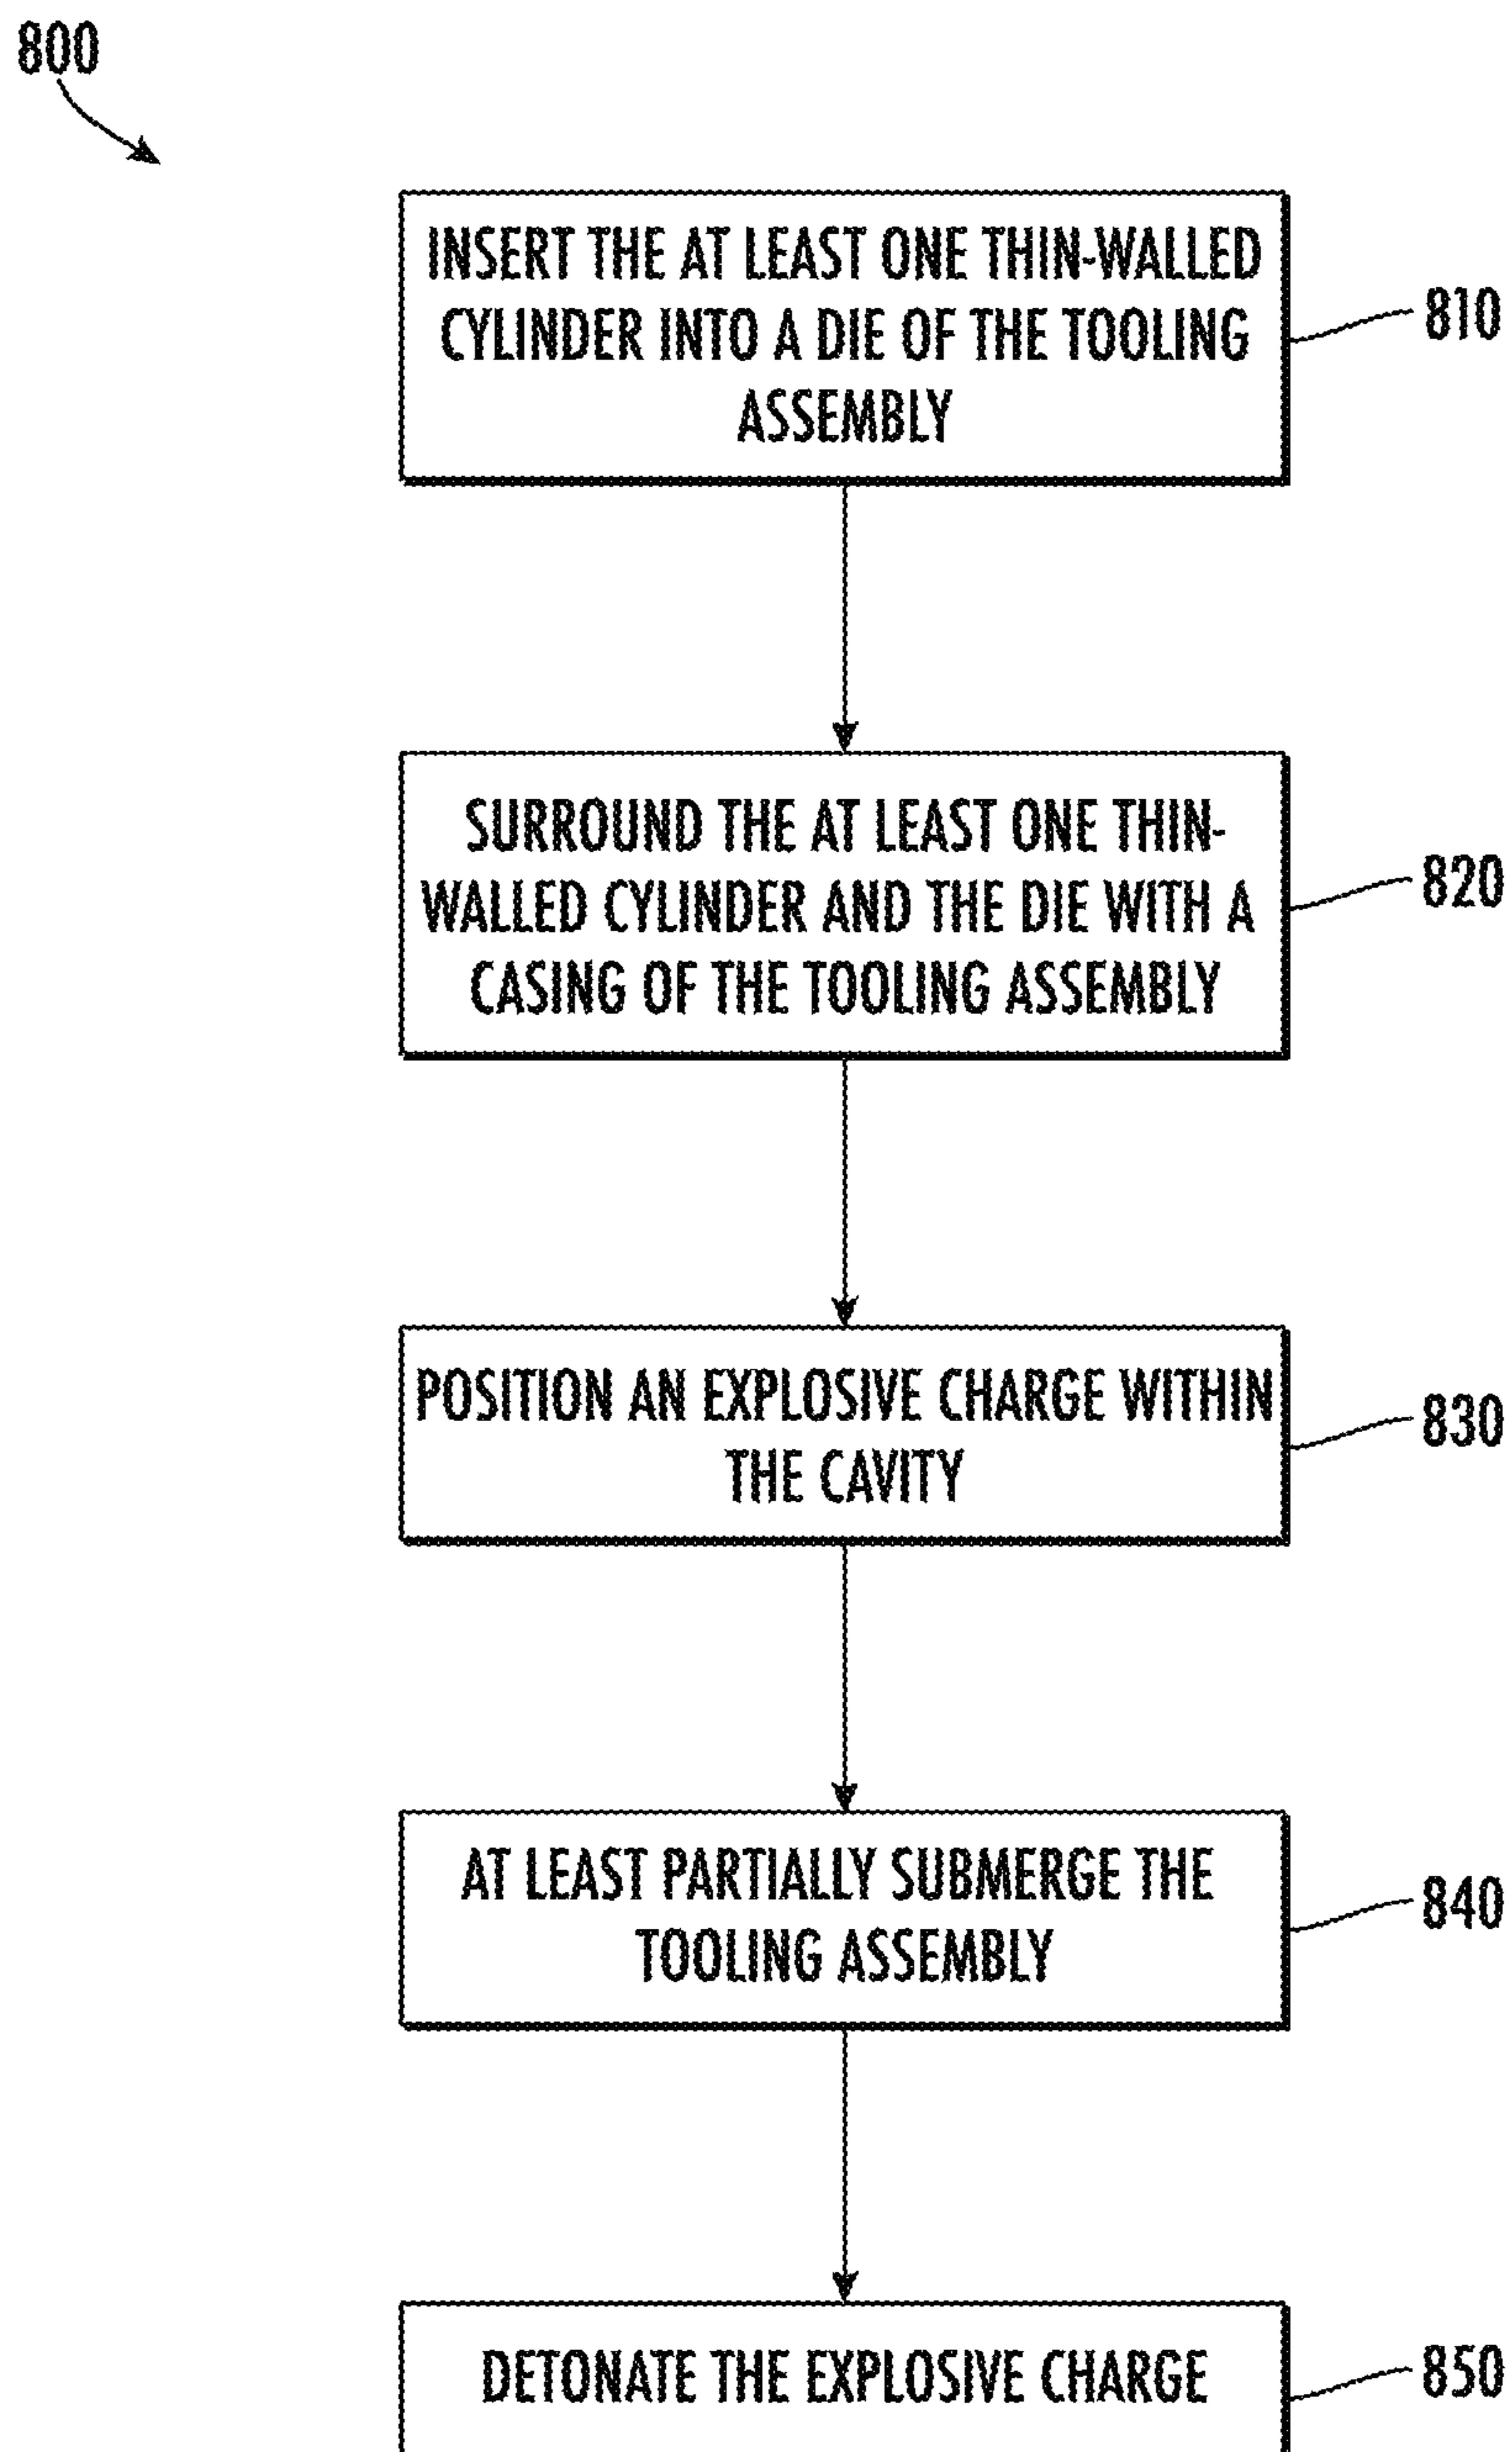 800
INSERT THE AT LEAST ONE THIN-WALLED
CYLINDER INTO A DIE OF THE TOOLING
ASSEMBLY
810
SURROUND THE AT LEAST ONE THIN-
WALLED CYLINDER AND THE DIE WITH A
CASING OF THE TOOLING ASSEMBLY
820
POSITION AN EXPLOSIVE CHARGE WITHIN
THE CAVITY
830
AT LEAST PARTIALLY SUBMERGE THE
TOOLING ASSEMBLY
840
DETONATE THE EXPLOSIVE CHARGE
850